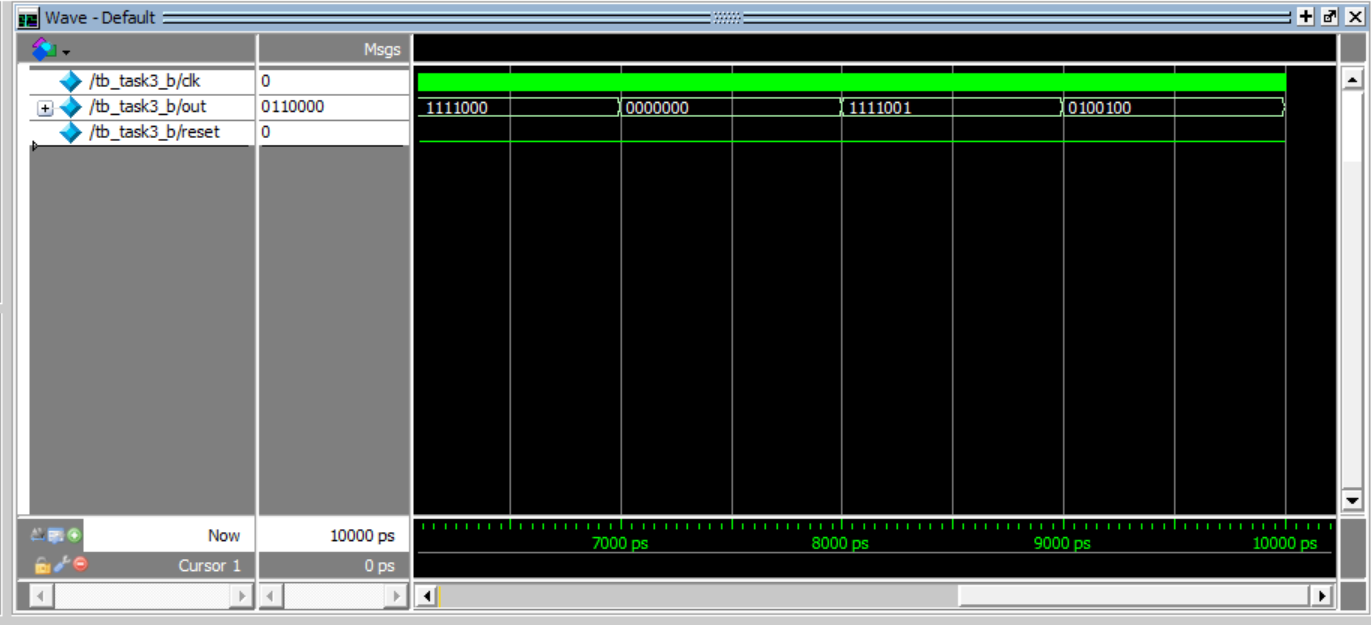 Wave - Default
Msgs
/tb_task3_b/clk 0
/tb_task3_b/out 0110000 1111000 0000000 1111001 0100100
/tb_task3_b/reset 0
Now 10000 ps 7000 ps 8000 ps 9000 ps 10000 ps
Cursor 1 0 ps